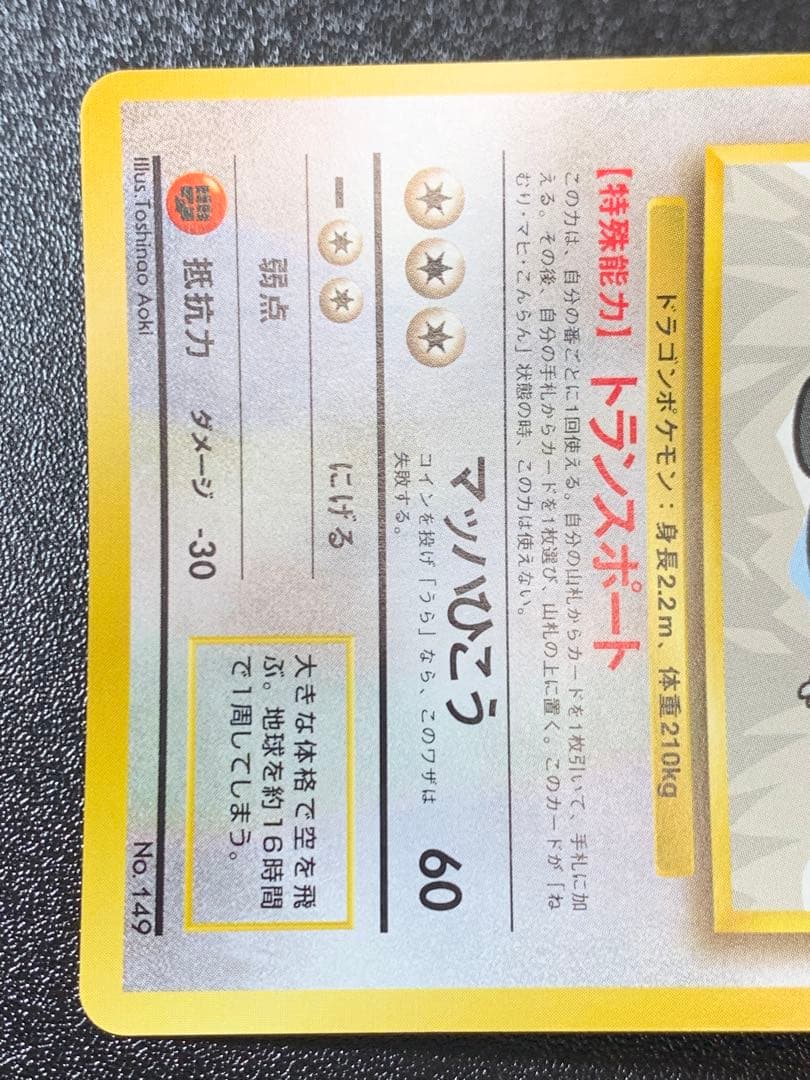 ドラゴンポケモン：身長2.2m、体重210kg
【特殊能力】トランスポート
この力は、自分の番ごとに1回使える。自分の山札からカードを1枚引いて、手札に加
える。その後、自分の手札からカードを1枚選び、山札の上に置く。このカードが「ね
むり・マヒ・こんらん」状態の時、この力は使えない。
マッハひこう 60
コインを投げ「うら」なら、このワザは
失敗する。
にげる
弱点
抵抗力 ダメージ -30
大きな体格で空を飛
ぶ。地球を約16時間
で1周してしまう。
Illus. Toshinao Aoki
No. 149